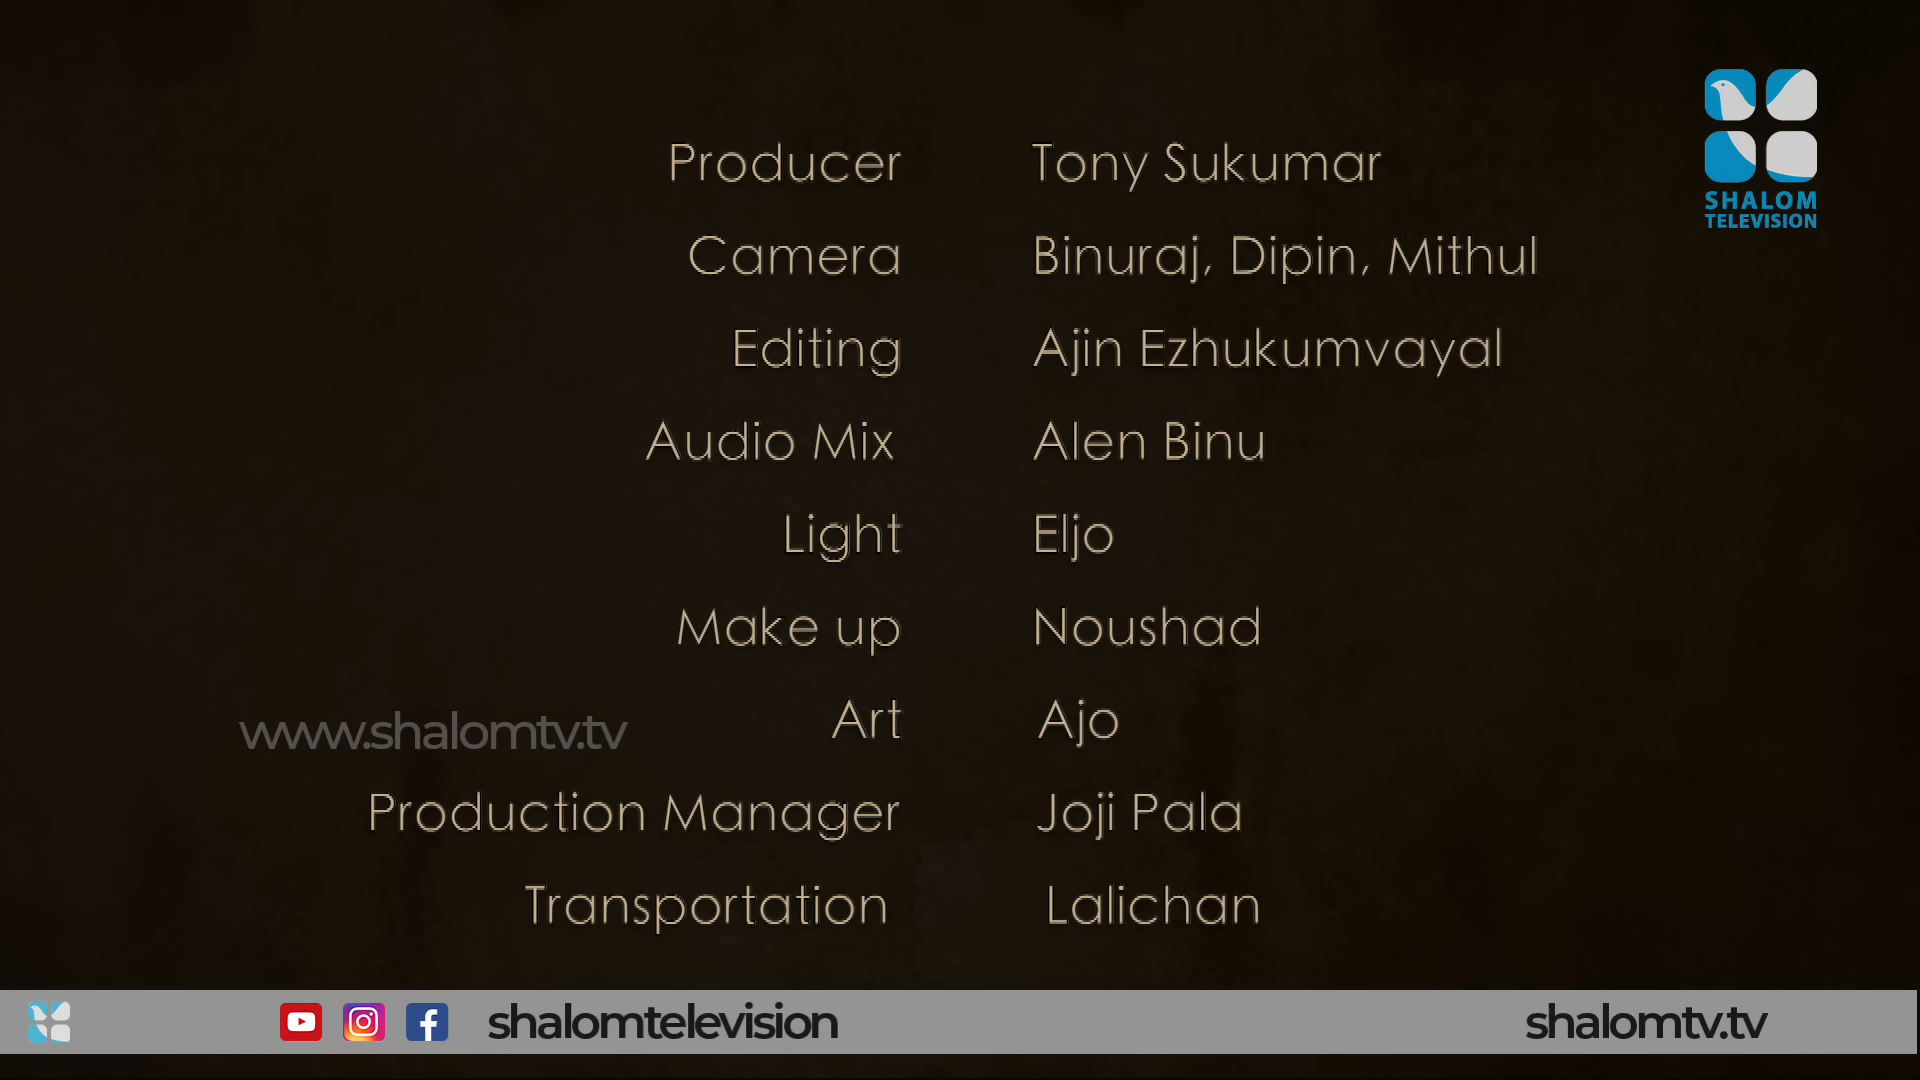 SHALOM
TELEVISION
Producer Tony Sukumar
Camera Binuraj, Dipin, Mithul
Editing Ajin Ezhukumvayal
Audio Mix Alen Binu
Light Eljo
Make up Noushad
Art Ajo
www.shalomtv.tv
Production Manager Joji Pala
Transportation Lalichan
shalomtelevision shalomtv.tv